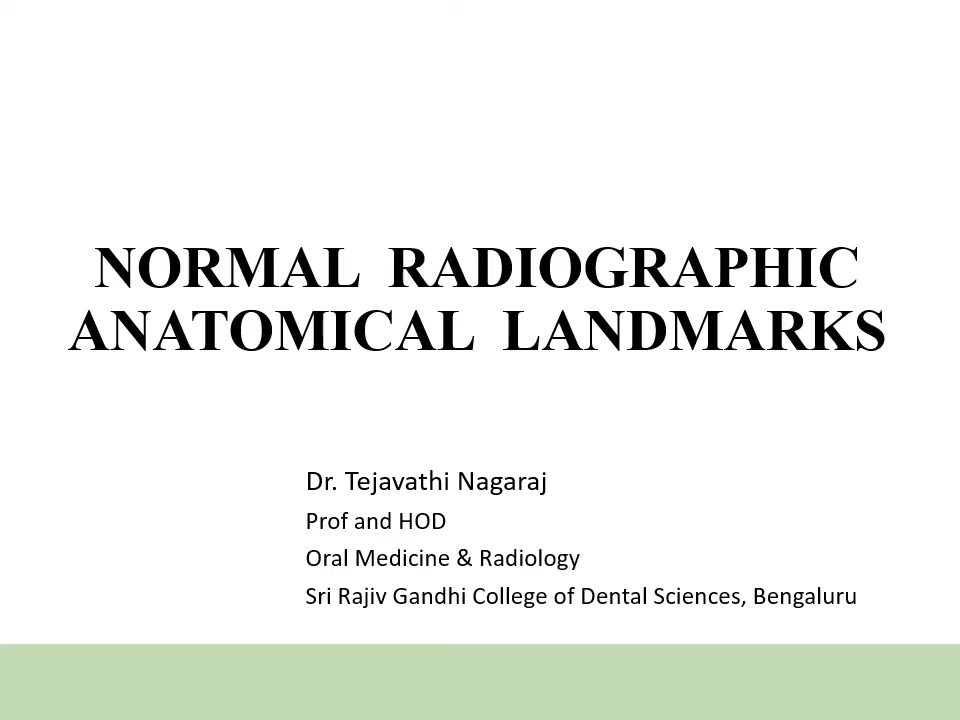 NORMAL RADIOGRAPHIC
ANATOMICAL LANDMARKS
Dr. Tejavathi Nagaraj
Prof and HOD
Oral Medicine & Radiology
Sri Rajiv Gandhi College of Dental Sciences, Bengaluru